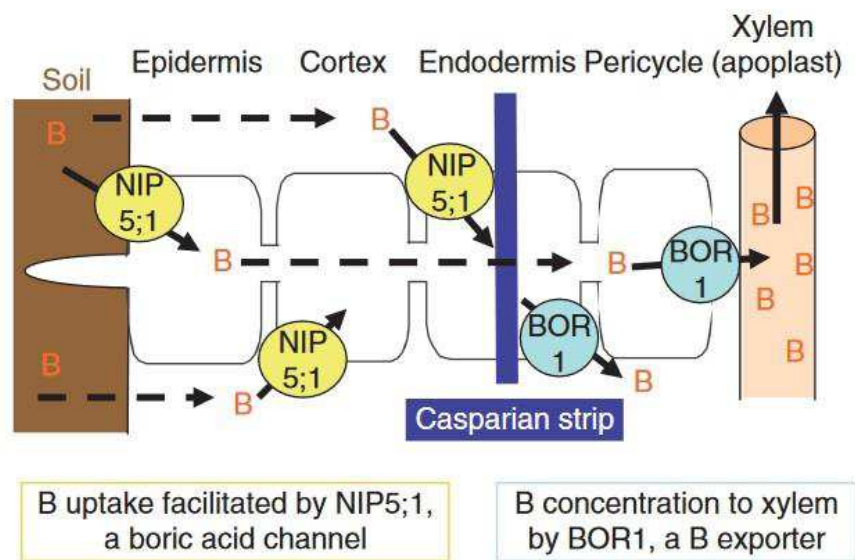 Xylem
Epidermis Cortex Endodermis Pericycle (apoplast)
Soil
B
B
NIP
5;1
NIP
5;1
B
B
B
B
B
BOR
1
B
B
NIP
5;1
BOR
1
B
B
B
B
Casparian strip
B uptake facilitated by NIP5;1,
a boric acid channel
B concentration to xylem
by BOR1, a B exporter